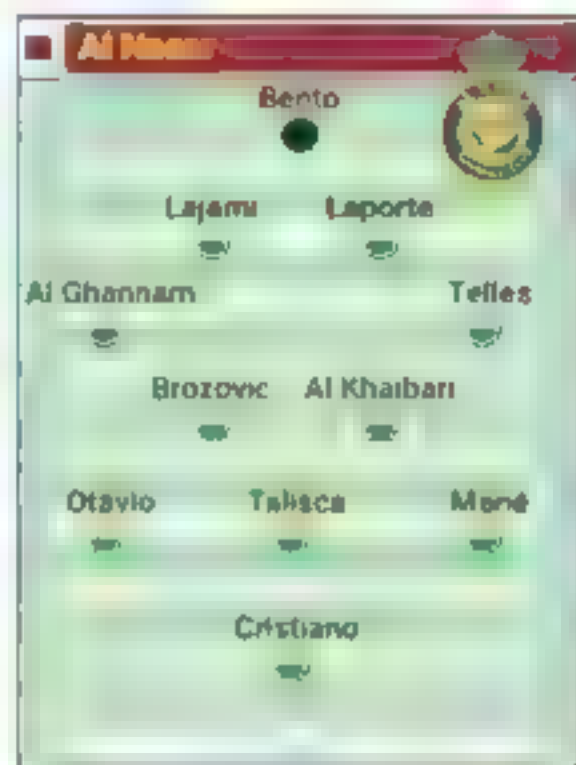 Al Nassr
Bento
Lajami Laporte
Al Ghannam Telles
Brozovic Al Khaibari
Otavio Talisca Mané
Cristiano